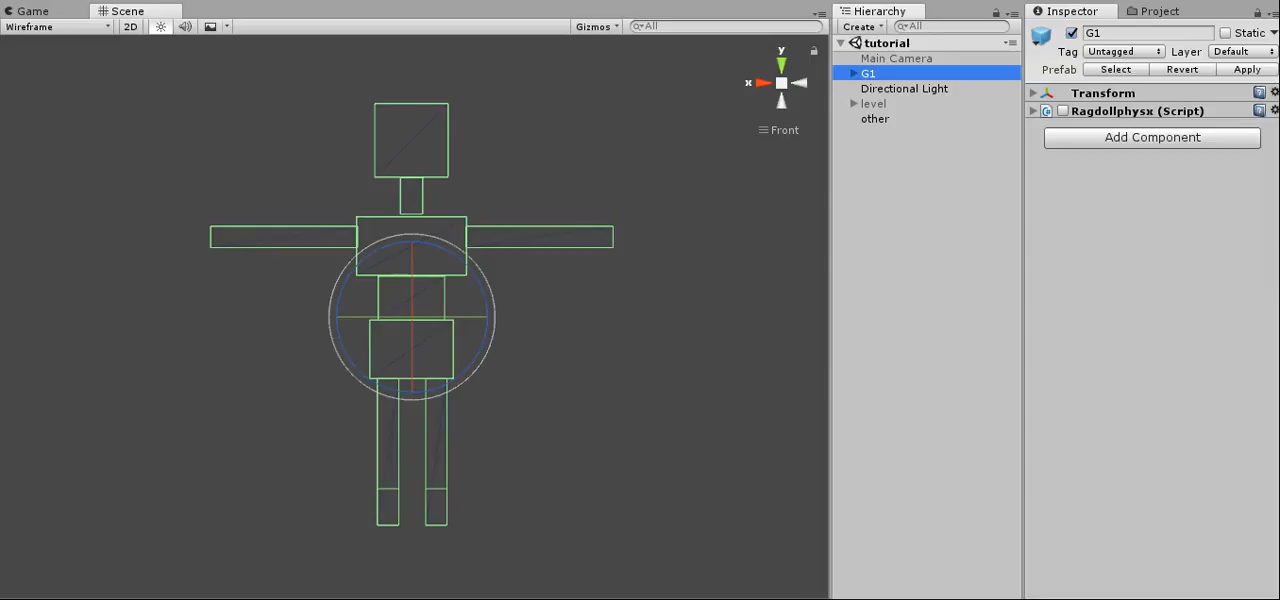 Game Scene Hierarchy Inspector Project
Wireframe 2D Gizmos All Create All G1 Static
tutorial Tag Untagged Layer Default
Main Camera Prefab Select Revert Apply
G1
y
x
Front
Directional Light
level
other
Transform
Ragdollphysx (Script)
Add Component